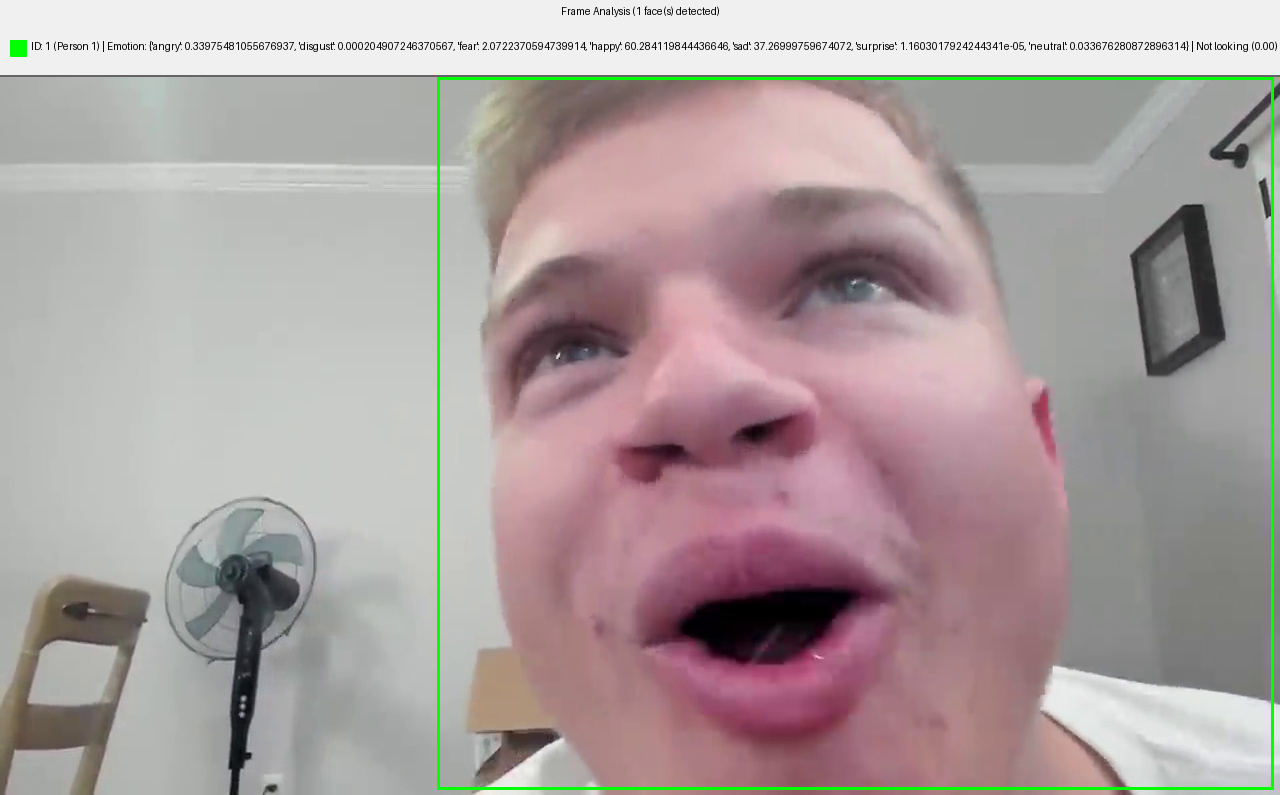 Frame Analysis (1 face(s) detected)
ID: 1 (Person 1) | Emotion: {'angry': 0.33975481055676937, 'disgust': 0.000204907246370567, 'fear': 2.0722370594739914, 'happy': 60.284119844436646, 'sad': 37.26999759674072, 'surprise': 1.1603017924244341e-05, 'neutral': 0.033676280872896314} | Not looking (0.00)